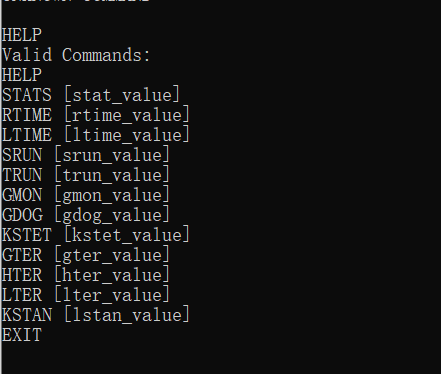 HELP
Valid Commands:
HELP
STATS [stat_value]
RTIME [rtime_value]
LTIME [ltime_value]
SRUN [srun_value]
TRUN [trun_value]
GMON [gmon_value]
GDOG [gdog_value]
KSTET [kstet_value]
GTER [gter_value]
HTER [hter_value]
LTER [lter_value]
KSTAN [lstan_value]
EXIT